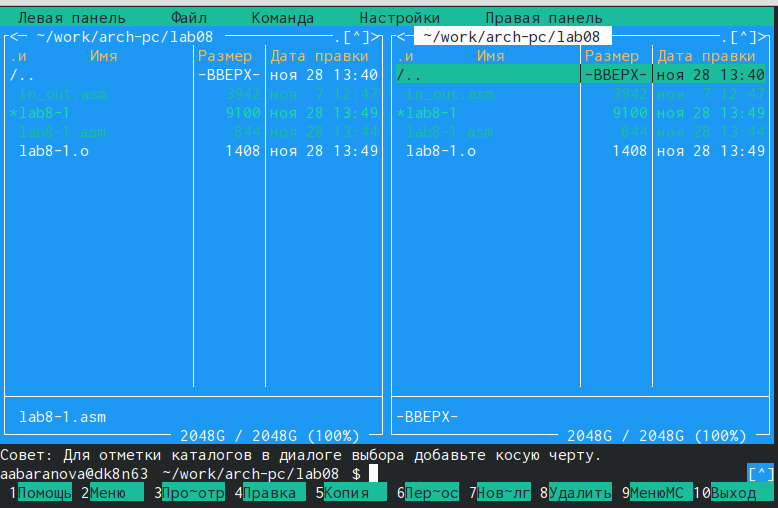 Левая панель Файл Команда Настройки Правая панель
<─ ~/work/arch-pc/lab08 ─.[^]> <─ ~/work/arch-pc/lab08 ─.[^]>
.и Имя Размер Дата правки .и Имя Размер Дата правки
/.. -ВВЕРХ- ноя 28 13:40 /.. -ВВЕРХ- ноя 28 13:40
in_out.asm 3942 ноя 7 12:47 in_out.asm 3942 ноя 7 12:47
*lab8-1 9100 ноя 28 13:49 *lab8-1 9100 ноя 28 13:49
lab8-1.asm 844 ноя 28 13:44 lab8-1.asm 844 ноя 28 13:44
lab8-1.o 1408 ноя 28 13:49 lab8-1.o 1408 ноя 28 13:49
lab8-1.asm -ВВЕРХ-
2048G / 2048G (100%) 2048G / 2048G (100%)
Совет: Для отметки каталогов в диалоге выбора добавьте косую черту.
aabaranova@dk8n63 ~/work/arch-pc/lab08 $ [^]
1Помощь 2Меню 3Про~отр 4Правка 5Копия 6Пер~ос 7Нов~лг 8Удалить 9МенюМС 10Выход